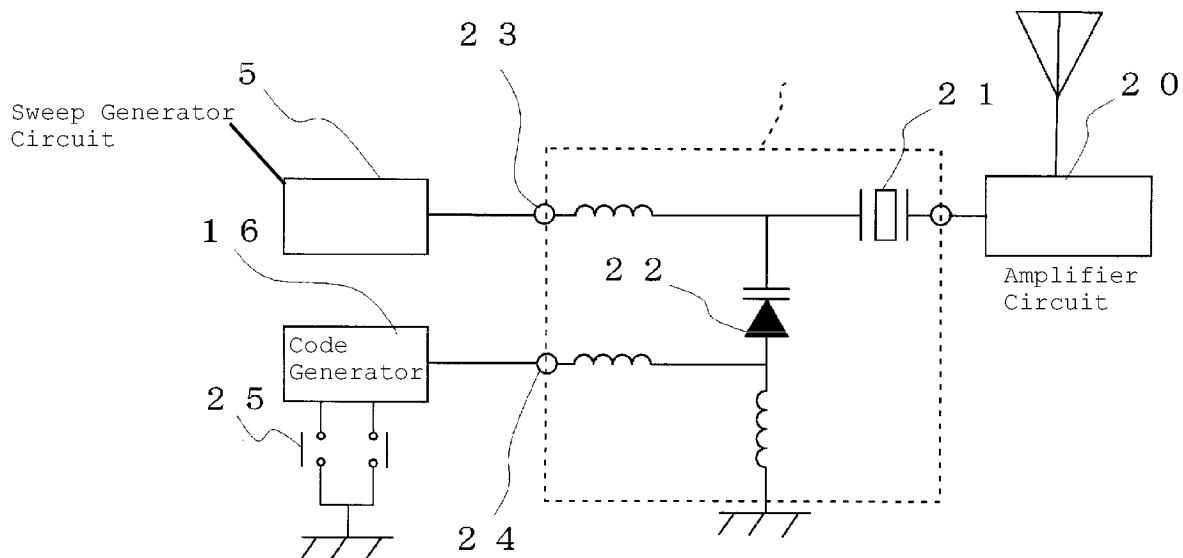 2 3
5
Sweep Generator
Circuit
2 1
2 0
1 6
2 2
Amplifier
Circuit
Code
Generator
2 5
2 4